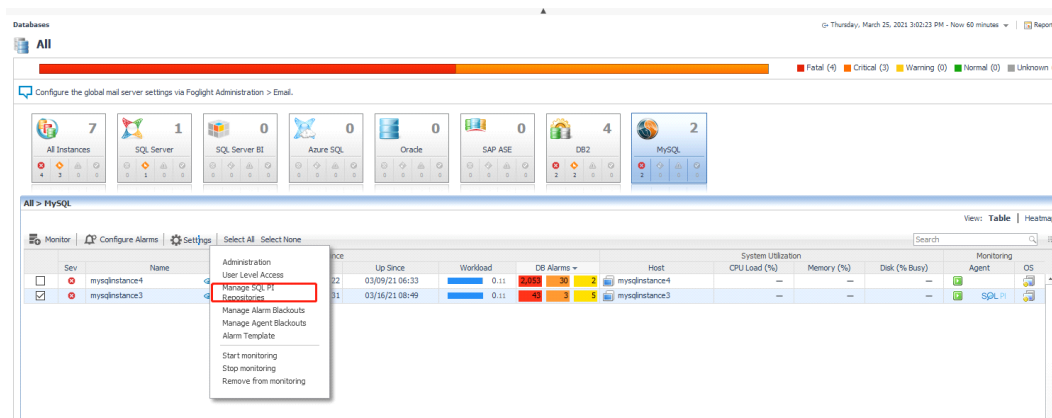 Databases
Thursday, March 25, 2021 3:02:23 PM - Now 60 minutes
Repor
All
Fatal (4) Critical (3) Warning (0) Normal (0) Unknown
Configure the global mail server settings via Foglight Administration > Email.
7 1 0 0 0 0 4 2
All Instances SQL Server SQL Server BI Azure SQL Oracle SAP ASE DB2 MySQL
4 3 0 0 0 1 0 0 0 0 0 0 0 0 0 0 0 0 0 0 0 0 0 0 2 2 0 0 2 0 0 0
All > MySQL
View: Table | Heatmap
Monitor Configure Alarms Settings Select All Select None
Search
nce System Utilization Monitoring
Sev Name Up Since Workload DB Alarms Host CPU Load (%) Memory (%) Disk (% Busy) Agent OS
mysqlinstance4 22 03/09/21 06:33 0.11 2,053 30 2 mysqlinstance4 — — —
mysqlinstance3 31 03/16/21 08:49 0.11 43 3 5 mysqlinstance3 — — — SQL PI
Administration
User Level Access
Manage SQL PI
Repositories
Manage Alarm Blackouts
Manage Agent Blackouts
Alarm Template
Start monitoring
Stop monitoring
Remove from monitoring